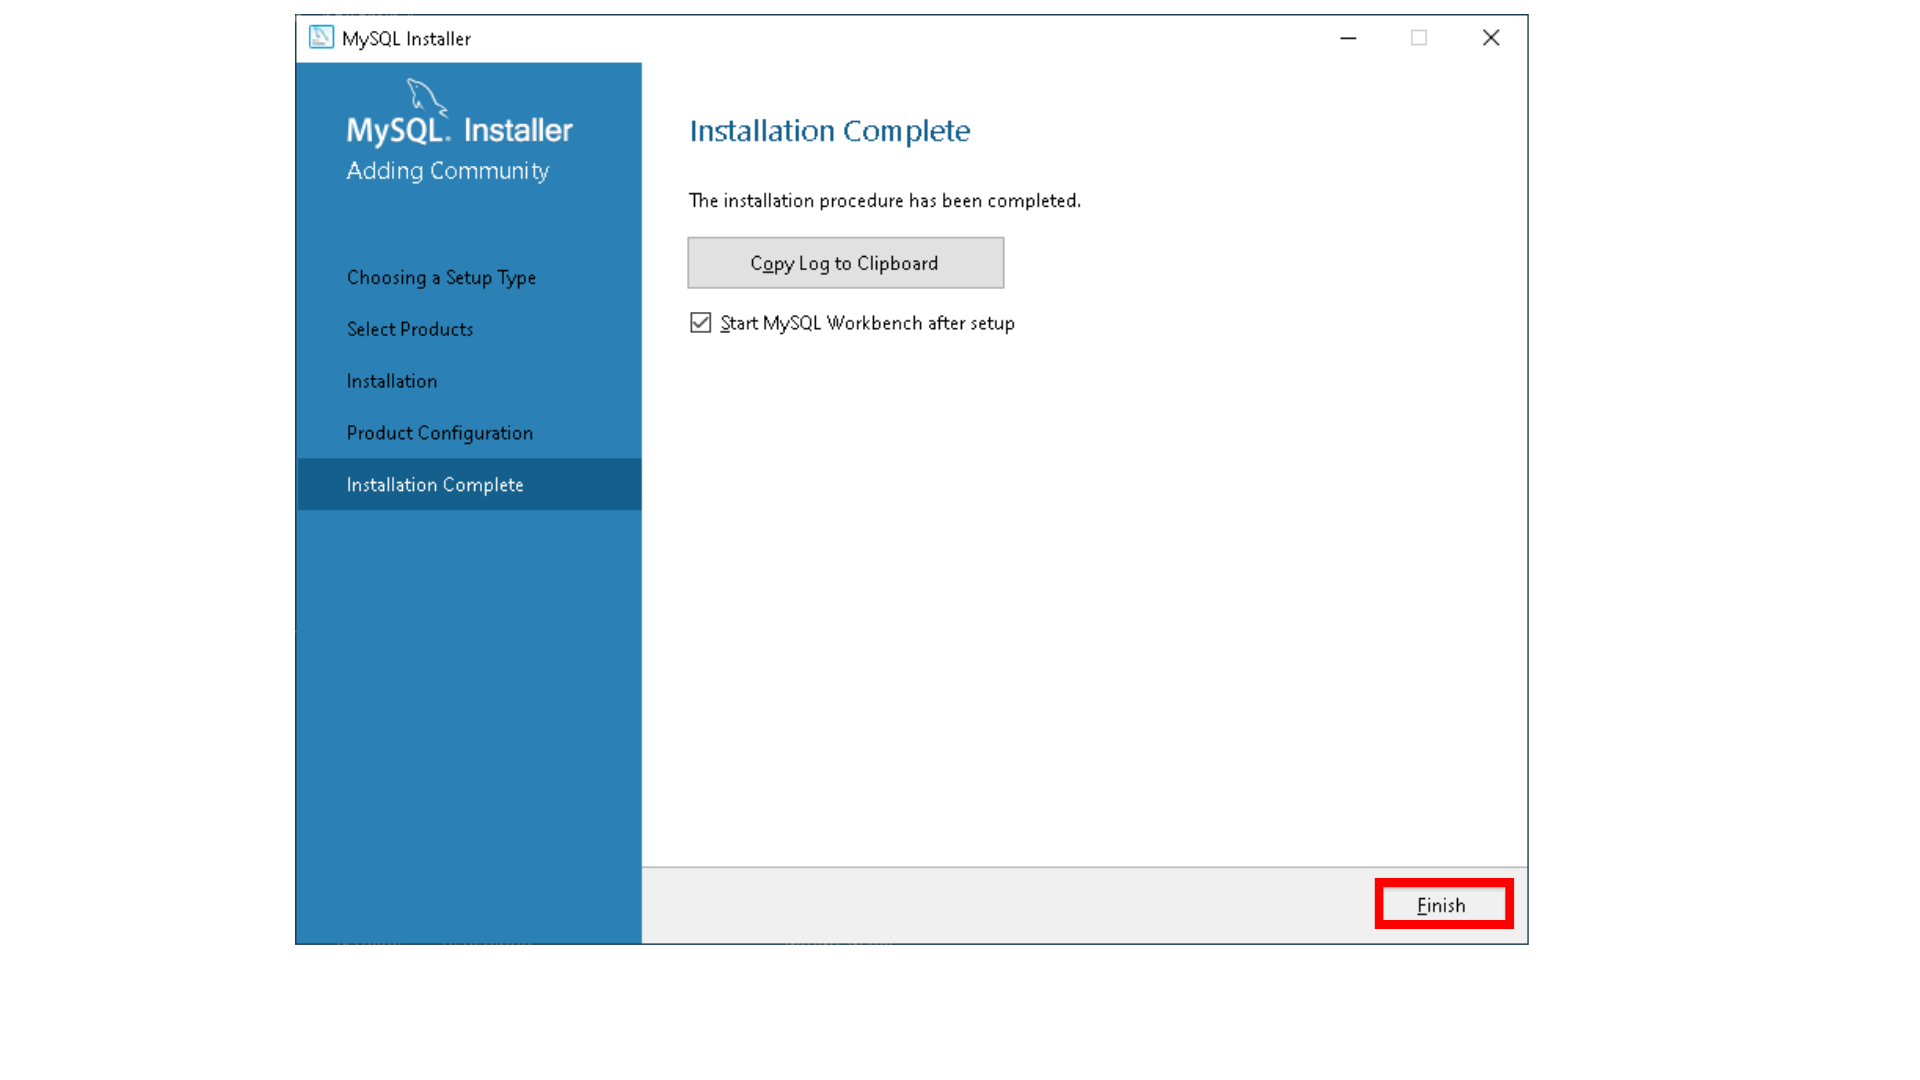 MySQL Installer
MySQL. Installer
Adding Community
Choosing a Setup Type
Select Products
Installation
Product Configuration
Installation Complete
Installation Complete
The installation procedure has been completed.
Copy Log to Clipboard
Start MySQL Workbench after setup
Finish